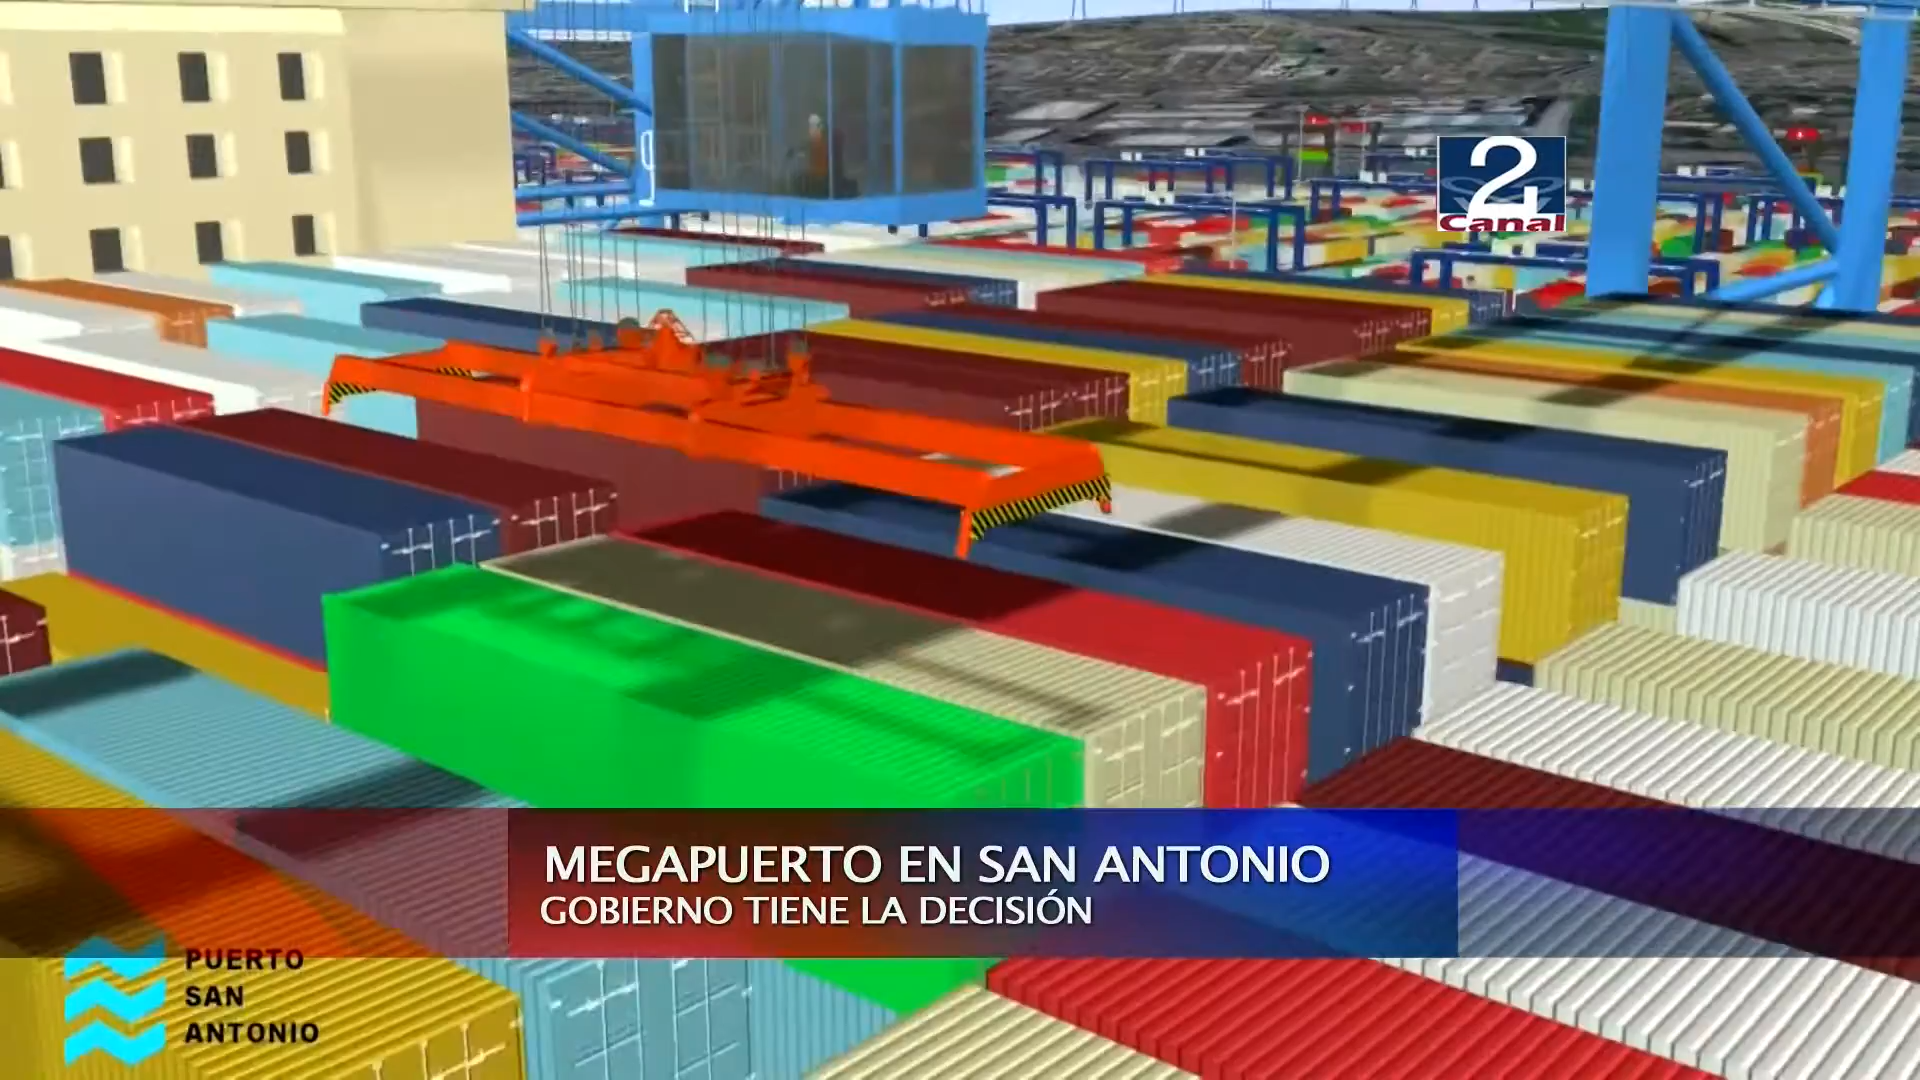 2
Canal
MEGAPUERTO EN SAN ANTONIO
GOBIERNO TIENE LA DECISIÓN
PUERTO
SAN
ANTONIO